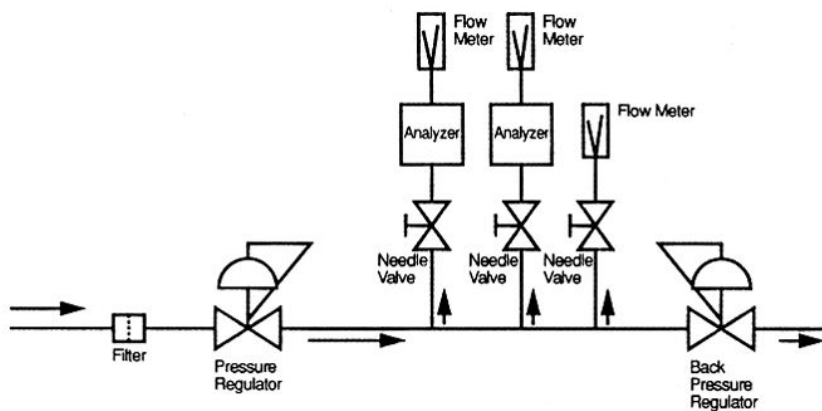 Flow
Meter
Flow
Meter
Flow Meter
Analyzer
Analyzer
Needle
Valve
Needle
Valve
Needle
Valve
Filter
Pressure
Regulator
Back
Pressure
Regulator